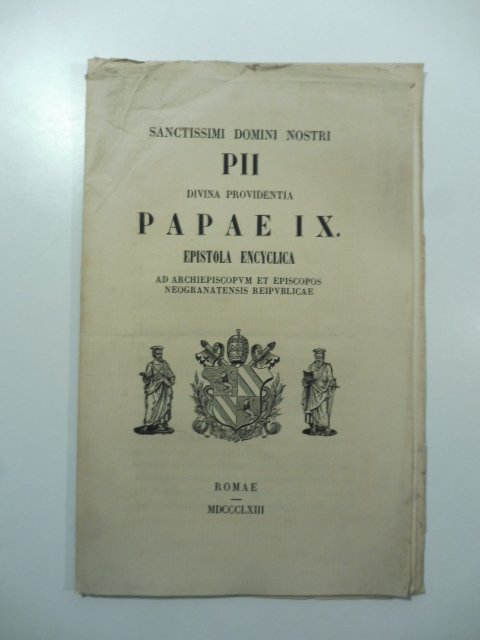 SANCTISSIMI DOMINI NOSTRI
PII
DIVINA PROVIDENTIA
PAPAE IX.
EPISTOLA ENCYCLICA
AD ARCHIEPISCOPVM ET EPISCOPOS
NEOGRANATENSIS REIPVBLICAE
ROMAE
MDCCCLXIII